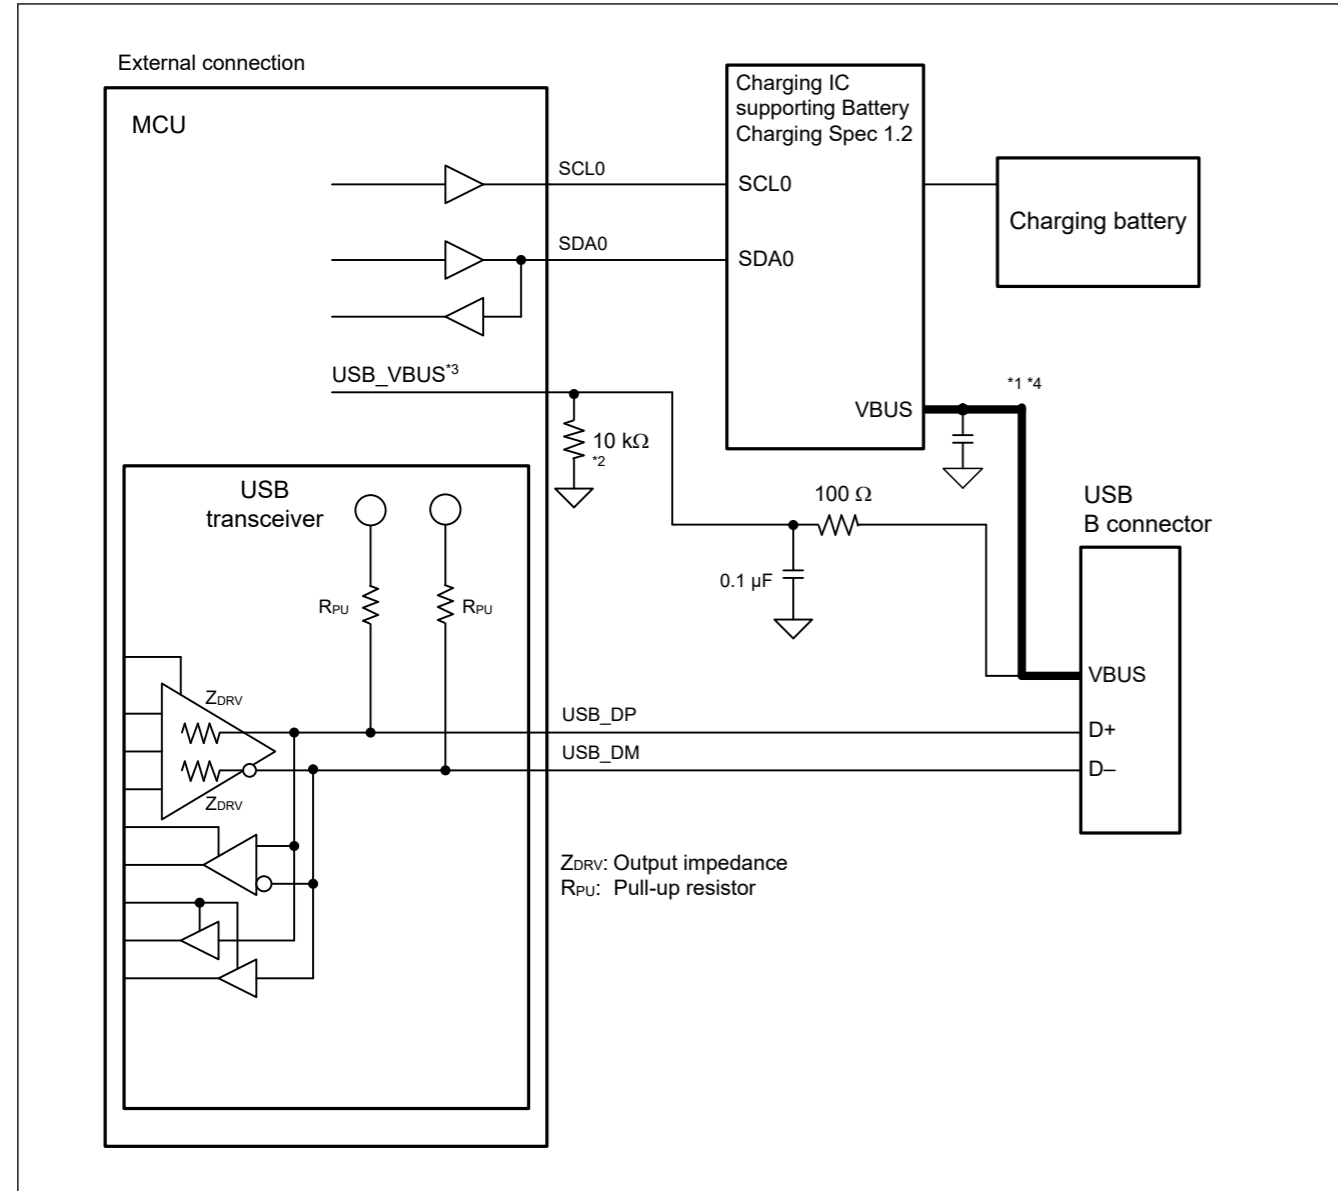 External connection
MCU
Charging IC
supporting Battery
Charging Spec 1.2
SCL0
SCL0
SDA0
SDA0
Charging battery
USB_VBUS*3
10 kΩ
*2
VBUS
*1 *4
USB
transceiver
100 Ω
0.1 µF
USB
B connector
RPU
RPU
ZDRV
ZDRV
USB_DP
USB_DM
VBUS
D+
D–
ZDRV: Output impedance
RPU: Pull-up resistor